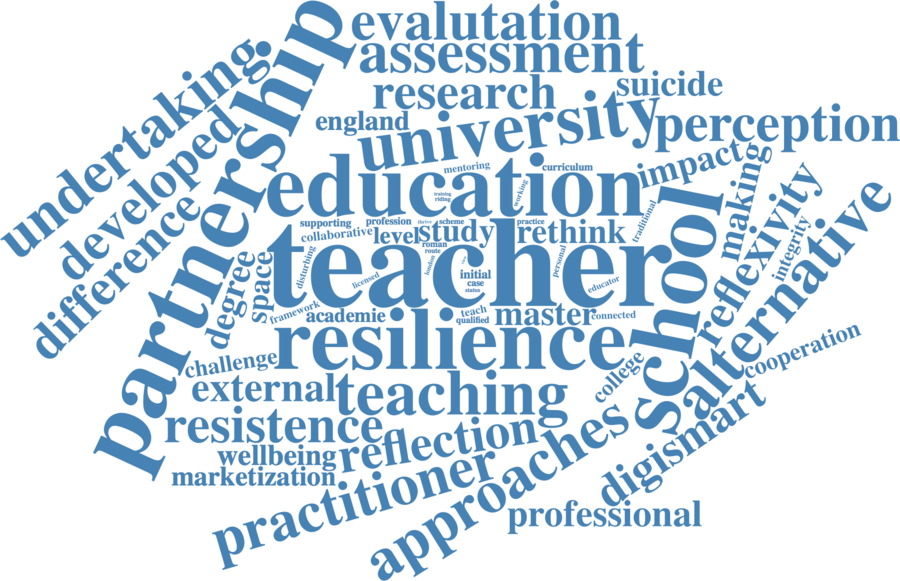 evalutation
assessment
research
suicide
england
university
perception
undertaking
developed
difference
partnership
education
mentoring
curriculum
working
training
riding
impact
making
reflexivity
integrity
alternative
supporting
profession
thrive
scheme
practice
traditional
collaborative
level
study
rethink
roman
route
teacher
disturbing
licensed
london
initial
case
status
personal
educator
degree
space
framework
academie
teach
qualified
master
connected
schools
resilience
challenge
college
cooperation
external
teaching
resistence
reflection
approaches
digismart
wellbeing
marketization
practitioner
professional